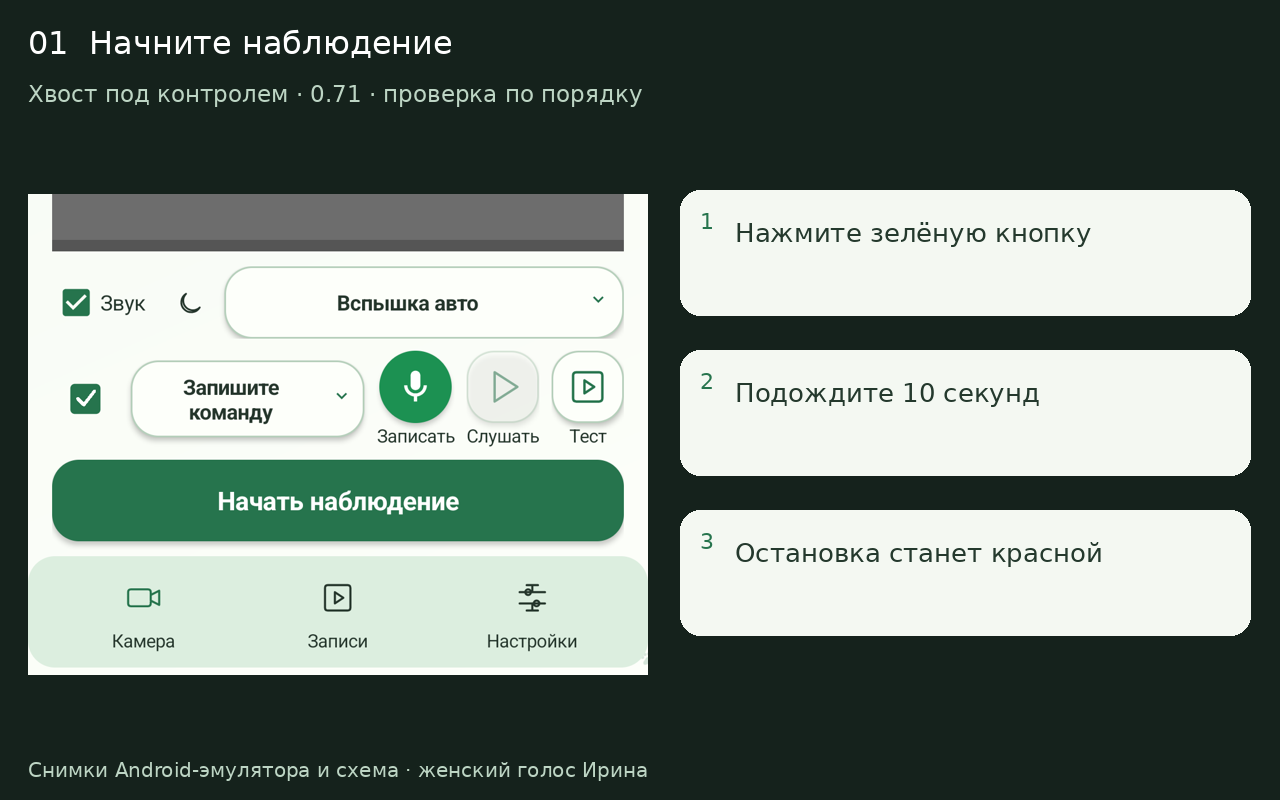 01 Начните наблюдение
Хвост под контролем · 0.71 · проверка по порядку
Звук
Вспышка авто
Запишите
команду
Записать
Слушать
Тест
Начать наблюдение
Камера
Записи
Настройки
1
Нажмите зелёную кнопку
2
Подождите 10 секунд
3
Остановка станет красной
Снимки Android-эмулятора и схема · женский голос Ирина